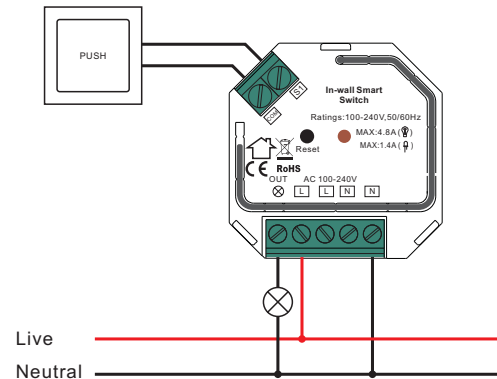 PUSH
S1
COM
In-wall Smart
Switch
Ratings:100-240V,50/60Hz
MAX:4.8A ( )
MAX:1.4A ( )
Reset
CE RoHS
OUT AC 100-240V
L L N N
Live
Neutral